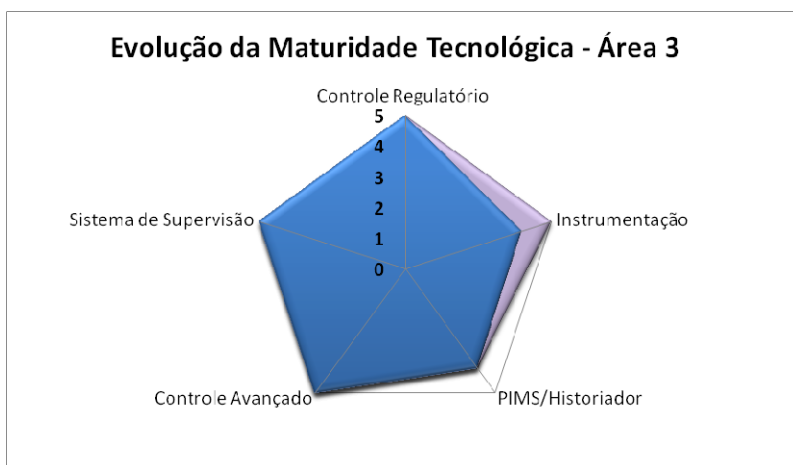 Evolução da Maturidade Tecnológica - Área 3
Controle Regulatório
5
4
3
2
1
0
Sistema de Supervisão
Instrumentação
Controle Avançado
PIMS/Historiador